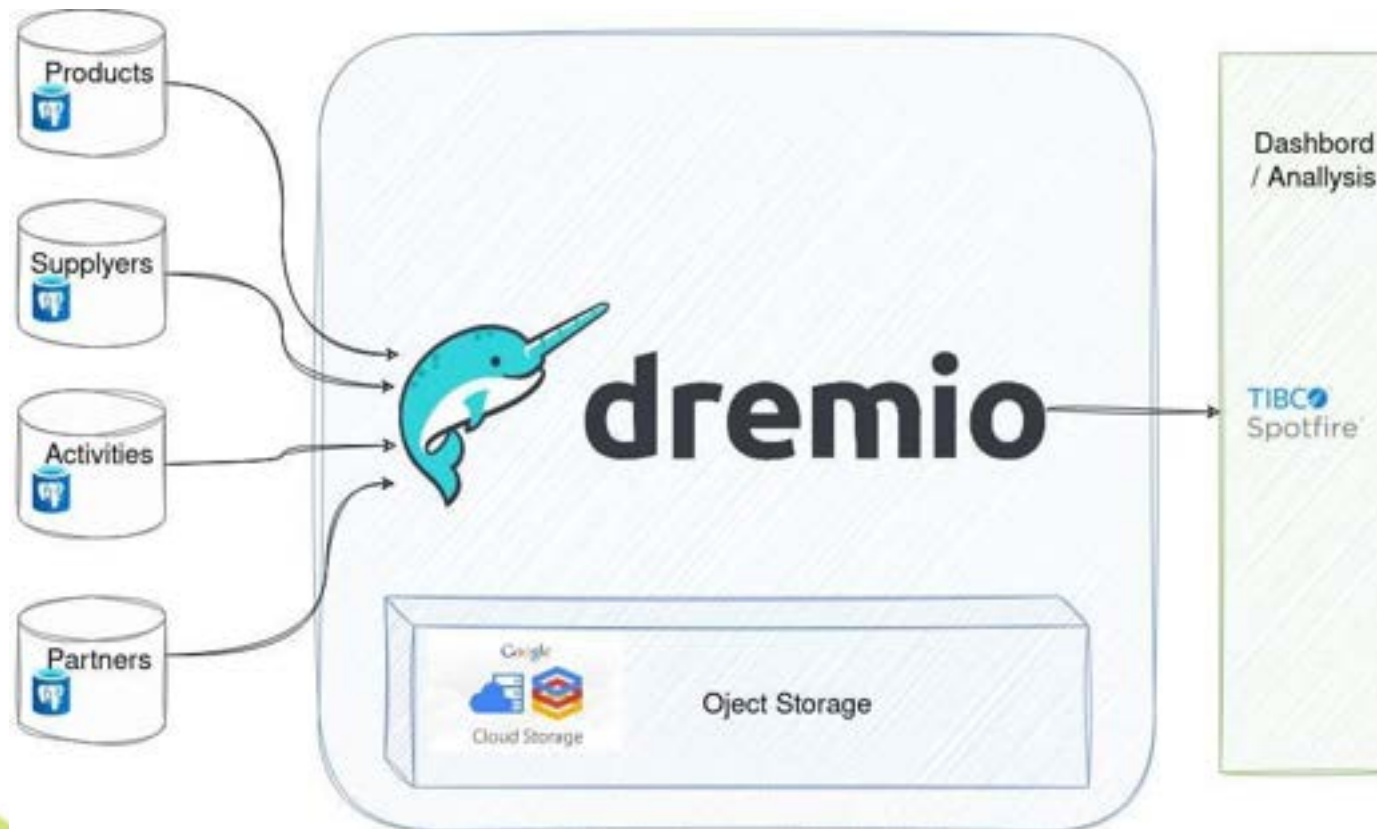 Products
Supplyers
Activities
Partners
dremio
Google
Cloud Storage
Oject Storage
Dashbord
/ Anallysis
TIBCO
Spotfire